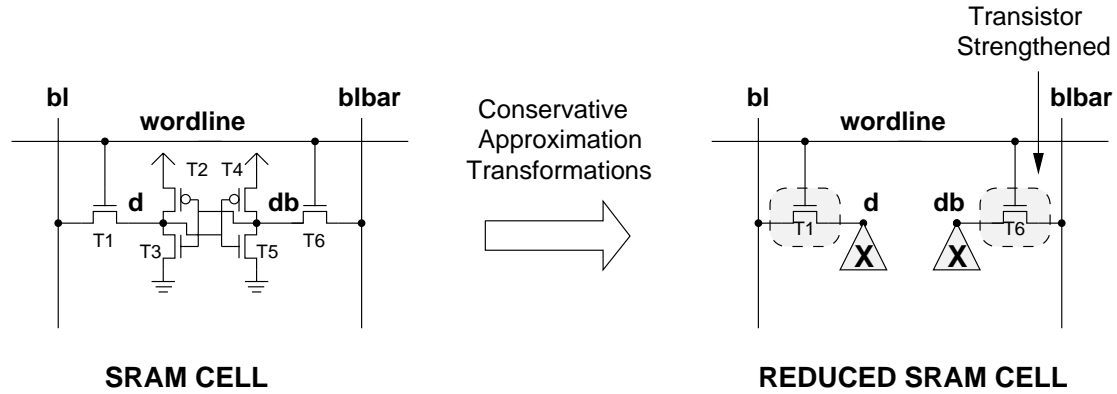 Transistor
Strengthened
bl
blbar
wordline
T2
T4
d
db
T1
T3
T5
T6
SRAM CELL
Conservative
Approximation
Transformations
bl
blbar
wordline
d
db
T1
T6
X
X
REDUCED SRAM CELL